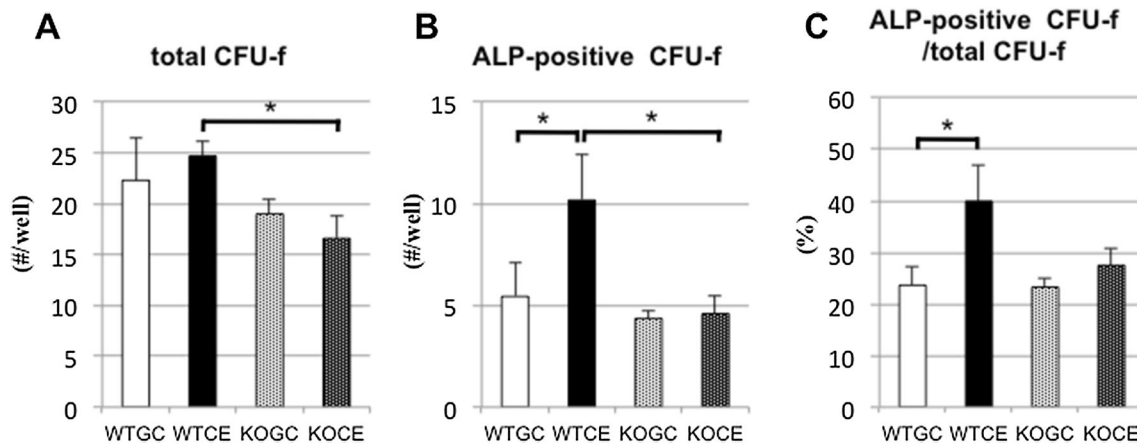 A
total CFU-f
30
25
20
15
10
5
0
(#/well)
*
WTGC WTCE KOGC KOCE
B
ALP-positive CFU-f
15
10
5
0
(#/well)
*
*
WTGC WTCE KOGC KOCE
C
ALP-positive CFU-f
/total CFU-f
60
50
40
30
20
10
0
(%)
*
WTGC WTCE KOGC KOCE